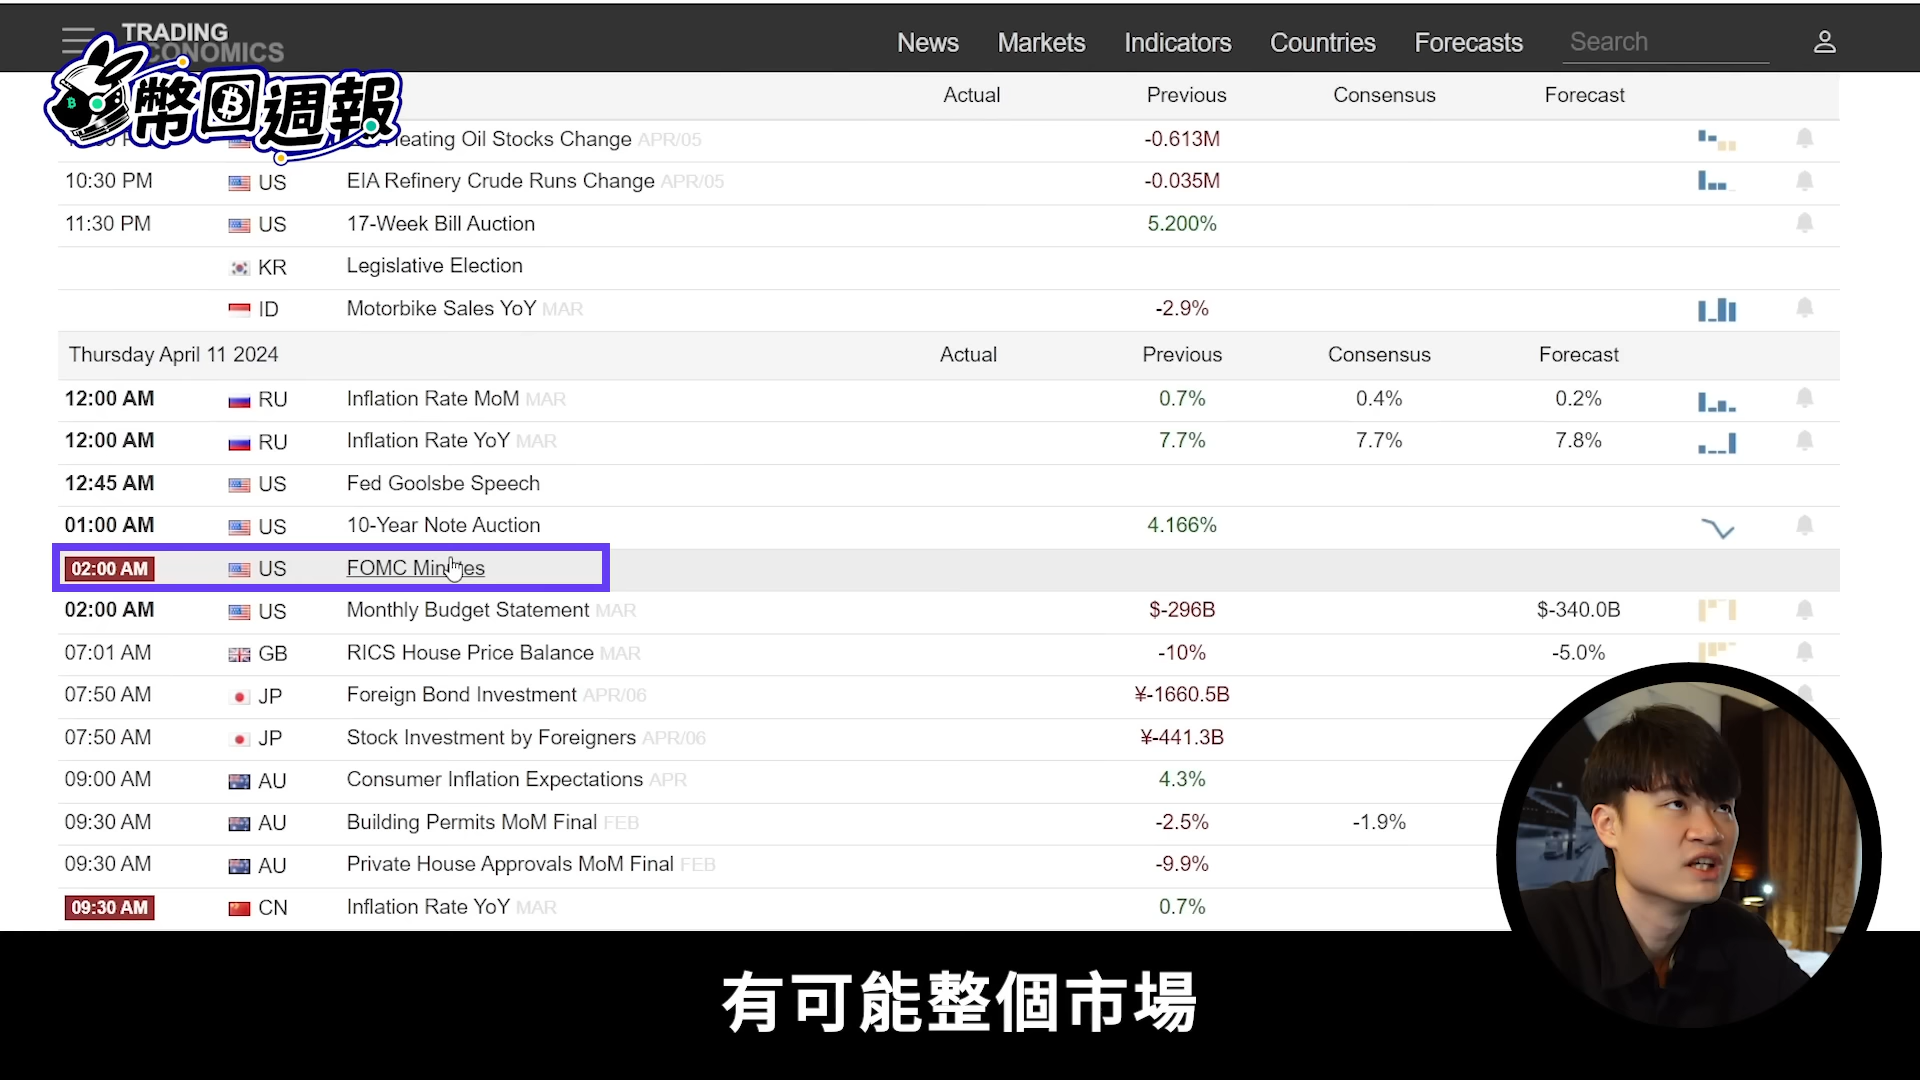 TRADING
ECONOMICS
News Markets Indicators Countries Forecasts Search
幣圈週報
Actual Previous Consensus Forecast
Heating Oil Stocks Change APR/05 -0.613M
10:30 PM US EIA Refinery Crude Runs Change APR/05 -0.035M
11:30 PM US 17-Week Bill Auction 5.200%
KR Legislative Election
ID Motorbike Sales YoY MAR -2.9%
Thursday April 11 2024 Actual Previous Consensus Forecast
12:00 AM RU Inflation Rate MoM MAR 0.7% 0.4% 0.2%
12:00 AM RU Inflation Rate YoY MAR 7.7% 7.7% 7.8%
12:45 AM US Fed Goolsbe Speech
01:00 AM US 10-Year Note Auction 4.166%
02:00 AM US FOMC Minutes
02:00 AM US Monthly Budget Statement MAR $-296B $-340.0B
07:01 AM GB RICS House Price Balance MAR -10% -5.0%
07:50 AM JP Foreign Bond Investment APR/06 ¥-1660.5B
07:50 AM JP Stock Investment by Foreigners APR/06 ¥-441.3B
09:00 AM AU Consumer Inflation Expectations APR 4.3%
09:30 AM AU Building Permits MoM Final FEB -2.5% -1.9%
09:30 AM AU Private House Approvals MoM Final FEB -9.9%
09:30 AM CN Inflation Rate YoY MAR 0.7%
有可能整個市場